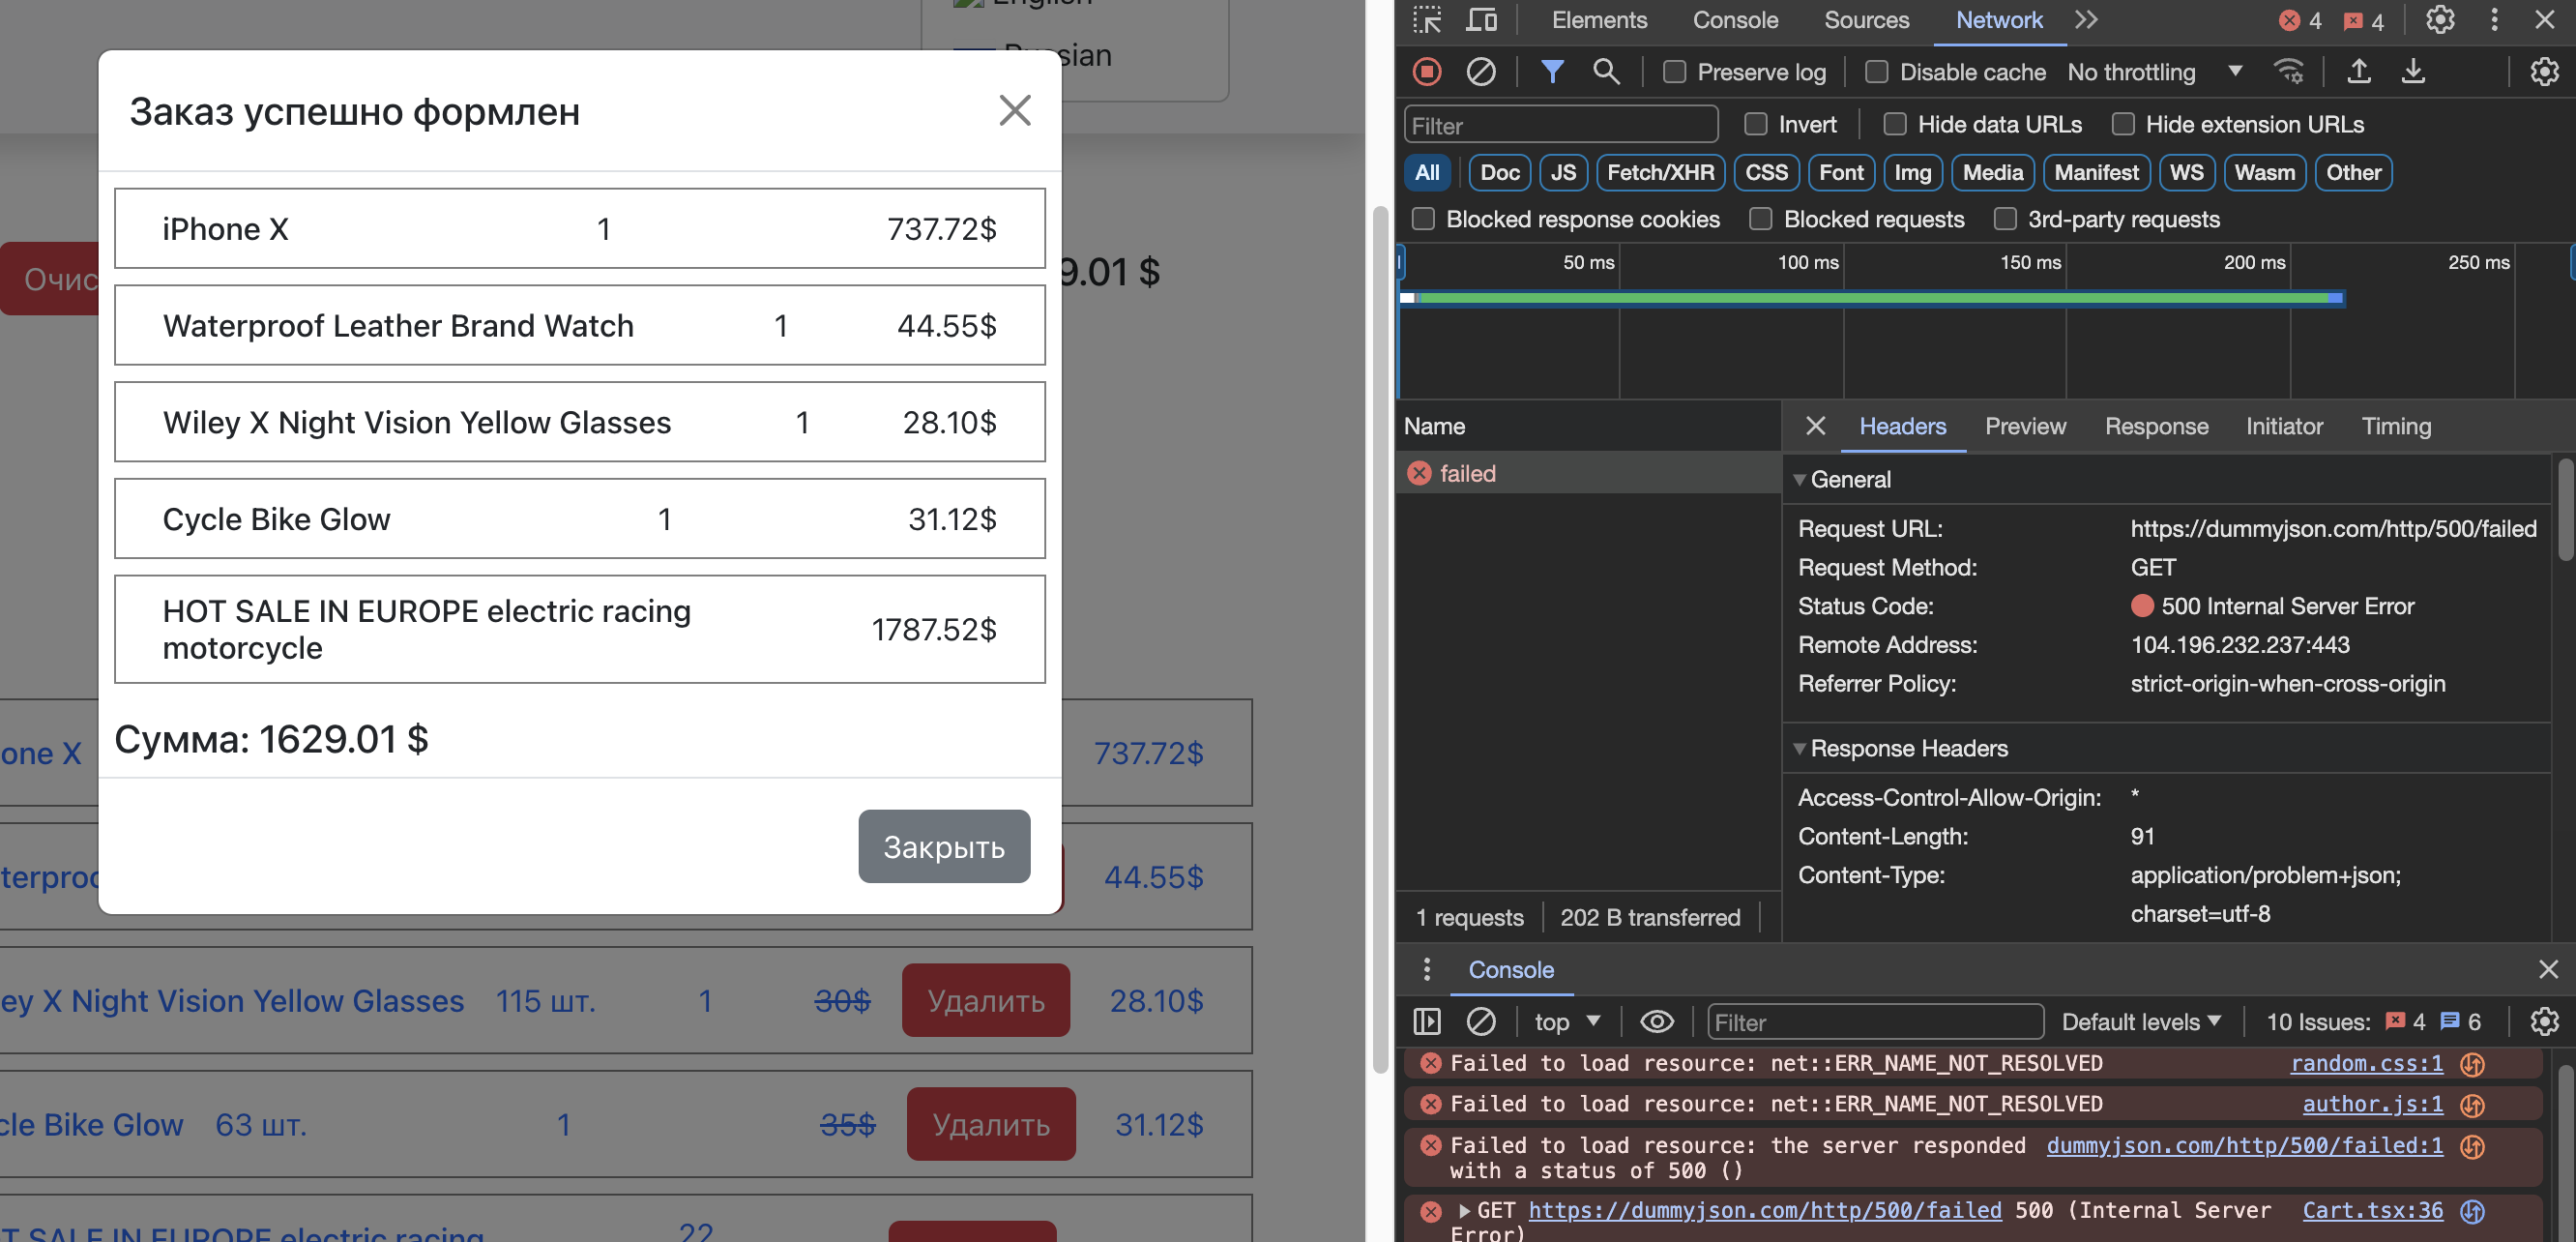 English
Russian
Заказ успешно формлен
iPhone X 1 737.72$
Waterproof Leather Brand Watch 1 44.55$
Wiley X Night Vision Yellow Glasses 1 28.10$
Cycle Bike Glow 1 31.12$
HOT SALE IN EUROPE electric racing
motorcycle
1787.52$
Сумма: 1629.01 $
Закрыть
Очис
9.01 $
one X 737.72$
terproo 44.55$
ey X Night Vision Yellow Glasses 115 шт. 1 30$ Удалить 28.10$
cle Bike Glow 63 шт. 1 35$ Удалить 31.12$
OT SALE IN EUROPE electric racing 22
Elements Console Sources Network 4 4
Preserve log Disable cache No throttling
Filter Invert Hide data URLs Hide extension URLs
All Doc JS Fetch/XHR CSS Font Img Media Manifest WS Wasm Other
Blocked response cookies Blocked requests 3rd-party requests
50 ms 100 ms 150 ms 200 ms 250 ms
Name
failed
1 requests 202 B transferred
Headers Preview Response Initiator Timing
General
Request URL: https://dummyjson.com/http/500/failed
Request Method: GET
Status Code: 500 Internal Server Error
Remote Address: 104.196.232.237:443
Referrer Policy: strict-origin-when-cross-origin
Response Headers
Access-Control-Allow-Origin: *
Content-Length: 91
Content-Type: application/problem+json;
charset=utf-8
Console
top Filter Default levels 10 Issues: 4 6
Failed to load resource: net::ERR_NAME_NOT_RESOLVED random.css:1
Failed to load resource: net::ERR_NAME_NOT_RESOLVED author.js:1
Failed to load resource: the server responded dummyjson.com/http/500/failed:1
with a status of 500 ()
GET https://dummyjson.com/http/500/failed 500 (Internal Server Cart.tsx:36
Error)